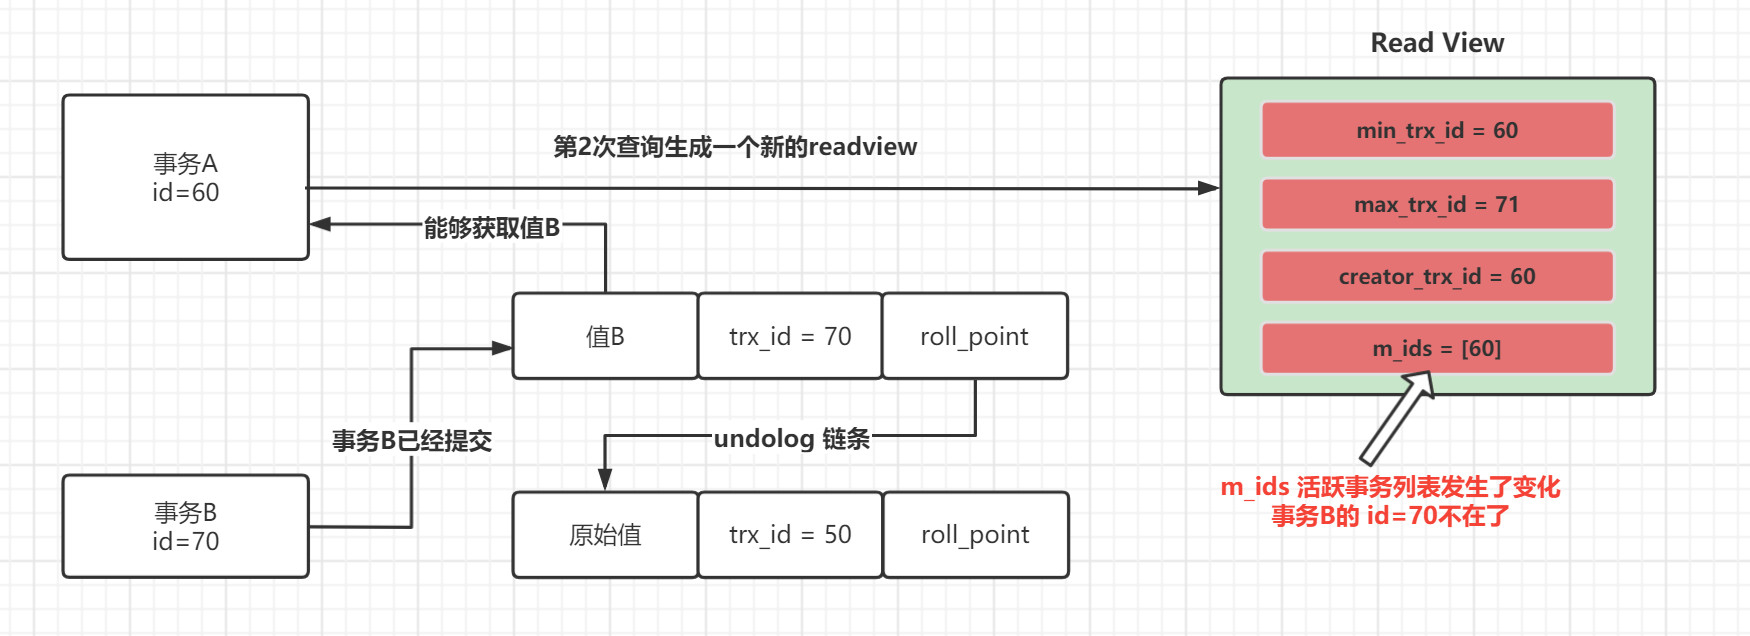 Read View
事务A
id=60
第2次查询生成一个新的readview
min_trx_id = 60
max_trx_id = 71
creator_trx_id = 60
m_ids = [60]
能够获取值B
值B
trx_id = 70
roll_point
事务B已经提交
undolog 链条
m_ids 活跃事务列表发生了变化
事务B的 id=70不在了
事务B
id=70
原始值
trx_id = 50
roll_point